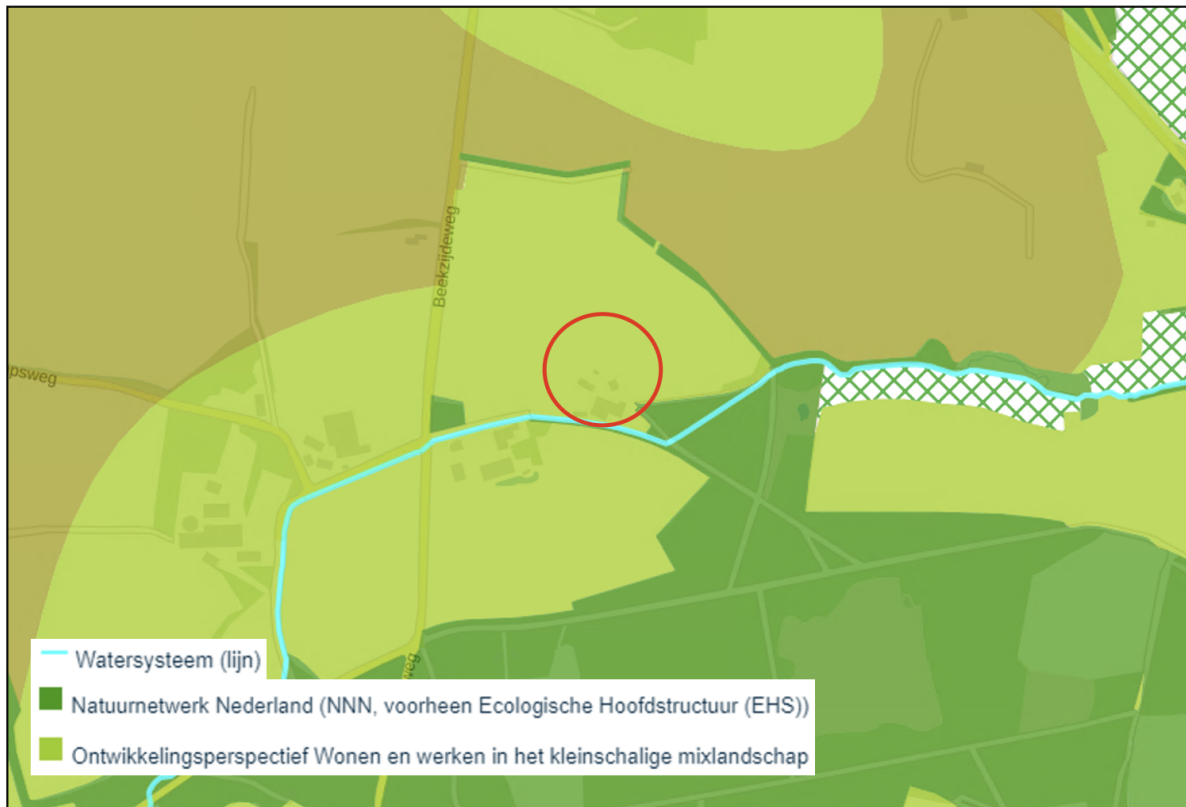 Beekzijdeweg
psweg
weg
Watersysteem (lijn)
Natuurnetwerk Nederland (NNN, voorheen Ecologische Hoofdstructuur (EHS))
Ontwikkelingsperspectief Wonen en werken in het kleinschalige mixlandschap